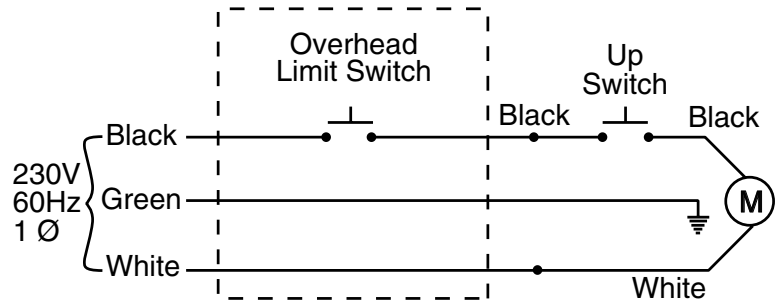 Overhead
Limit Switch
Up
Switch
Black
Black
Black
230V
60Hz
1 Ø
Green
M
White
White